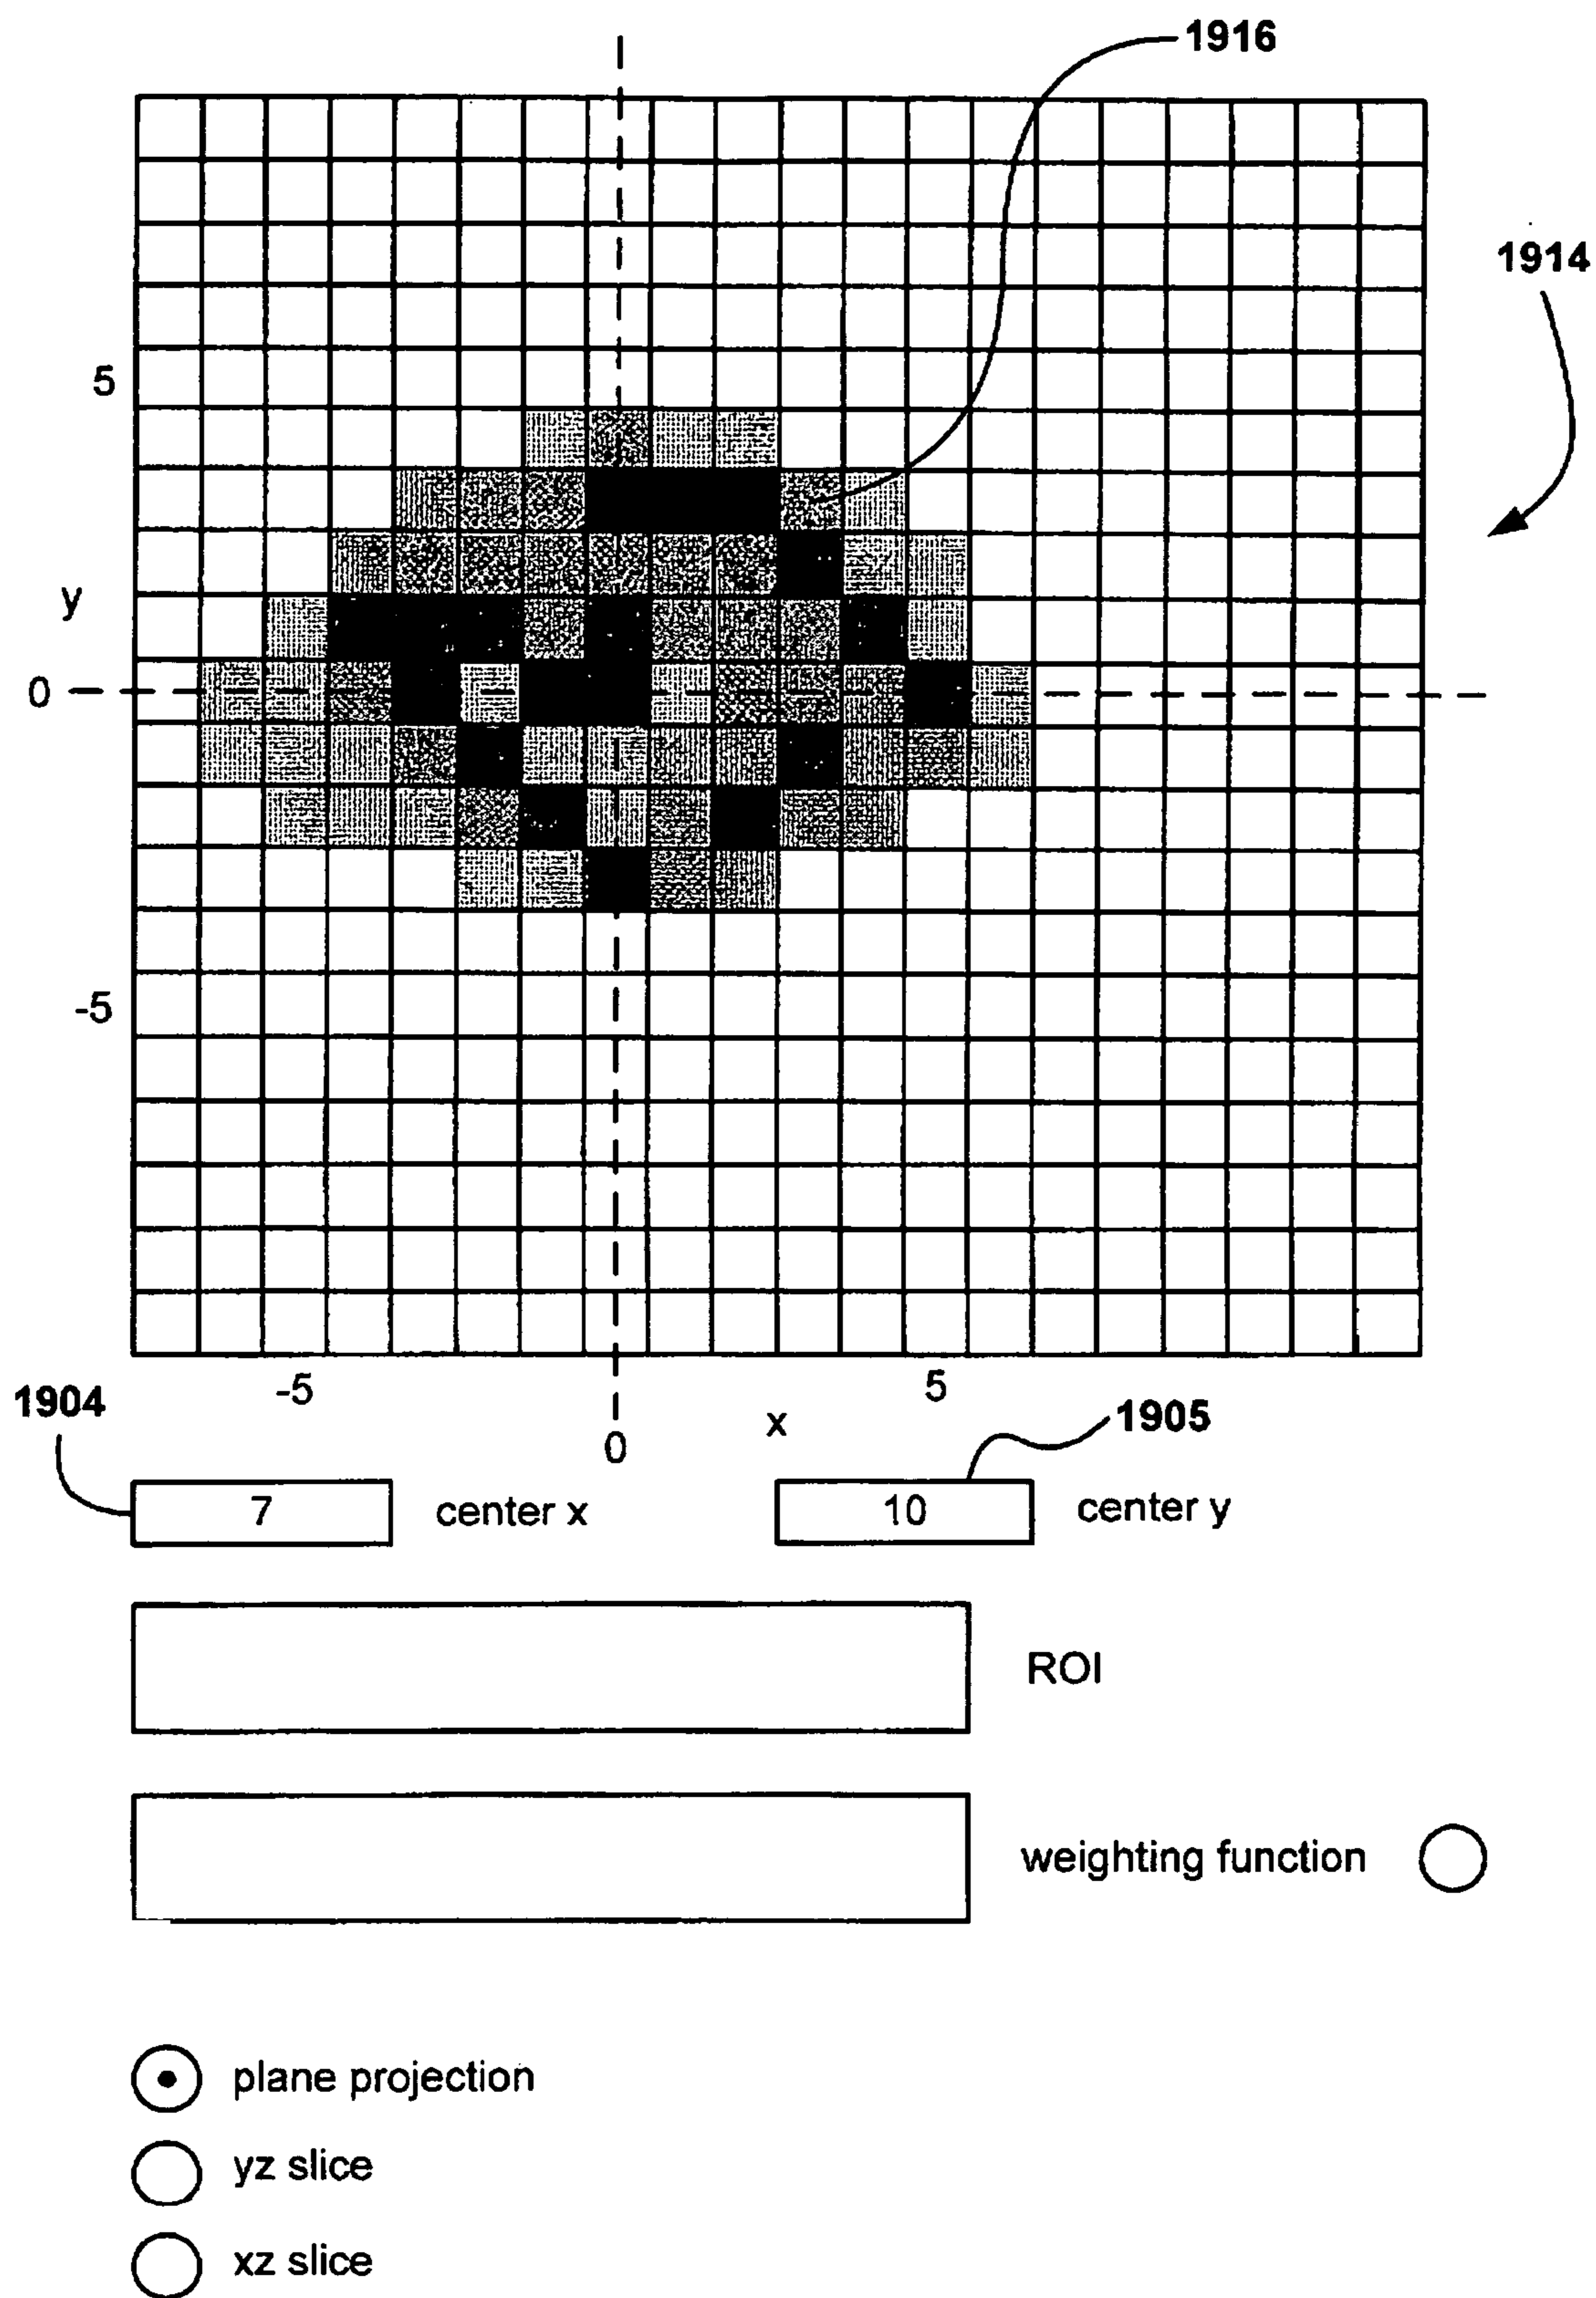 1916
1914
5
y
0
-5
-5
5
1904
x
1905
0
7 center x 10 center y
ROI
weighting function
plane projection
yz slice
xz slice